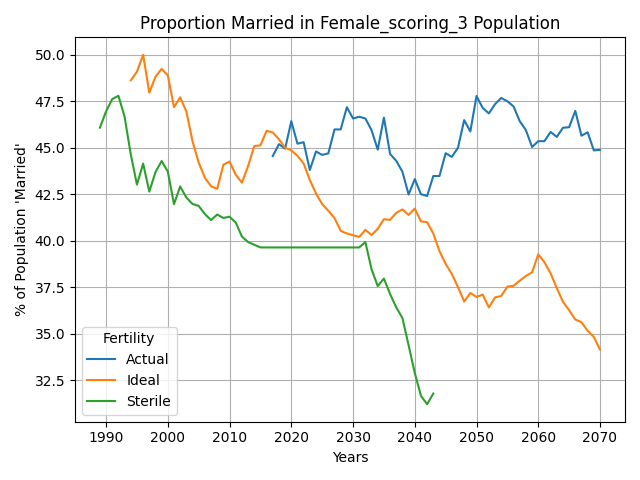 Proportion Married in Female_scoring_3 Population
% of Population 'Married'
50.0
47.5
45.0
42.5
40.0
37.5
35.0
32.5
Fertility
Actual
Ideal
Sterile
1990 2000 2010 2020 2030 2040 2050 2060 2070
Years